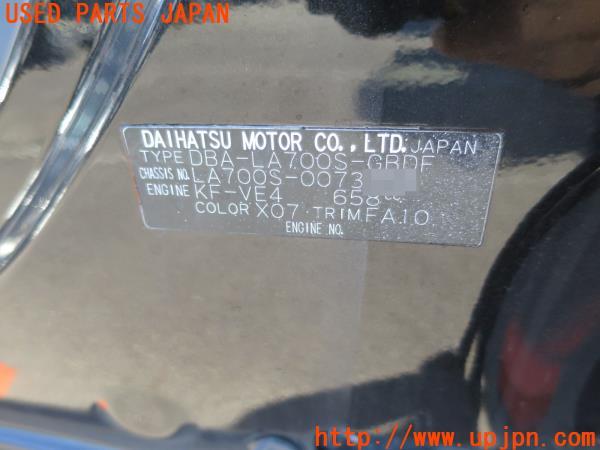 USED PARTS JAPAN
DAIHATSU MOTOR CO.,LTD. JAPAN
TYPE DBA-LA700S-GBDF
CHASSIS NO. LA700S-0073
ENGINE KF-VE4 658cc
COLOR X07 · TRIM FA10
ENGINE NO.
http://www.upjpn.com/